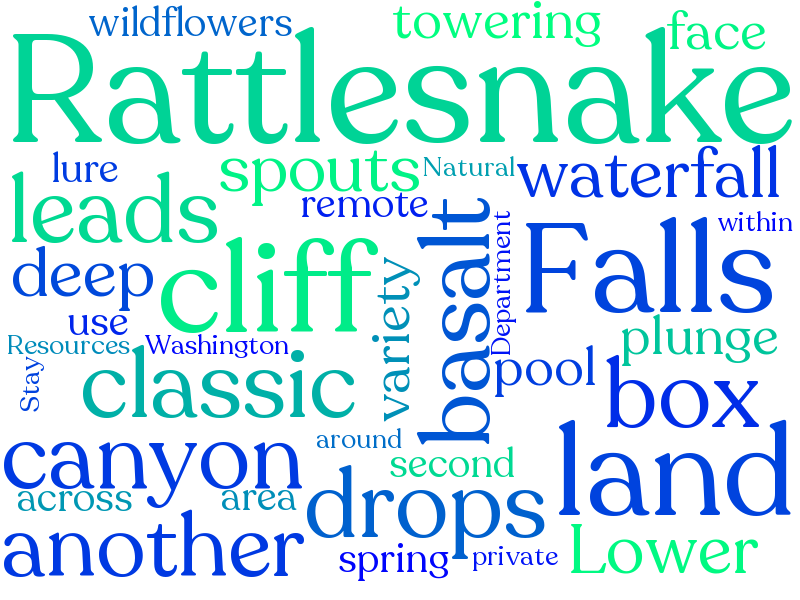 wildflowers towering face
Rattlesnake
lure spouts Natural waterfall
leads remote within
deep cliff variety basalt Department Falls
use plunge
Resources Washington pool
Stay classic box
canyon around second land
across area drops
another spring private Lower